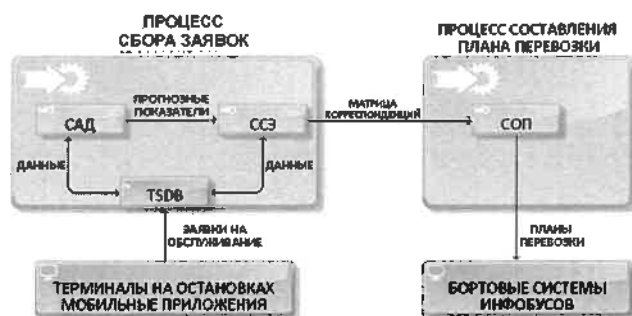 ПРОЦЕСС
СБОРА ЗАЯВОК
ПРОЦЕСС СОСТАВЛЕНИЯ
ПЛАНА ПЕРЕВОЗКИ
ПРОГНОЗНЫЕ
ПОКАЗАТЕЛИ
САД
ССЭ
МАТРИЦА
КОРРЕСПОНДЕНЦИЙ
СОП
ДАННЫЕ
ДАННЫЕ
TSDB
ЗАЯВКИ НА
ОБСЛУЖИВАНИЕ
ПЛАНЫ
ПЕРЕВОЗКИ
ТЕРМИНАЛЫ НА ОСТАНОВКАХ
МОБИЛЬНЫЕ ПРИЛОЖЕНИЯ
БОРТОВЫЕ СИСТЕМЫ
ИНФОБУСОВ